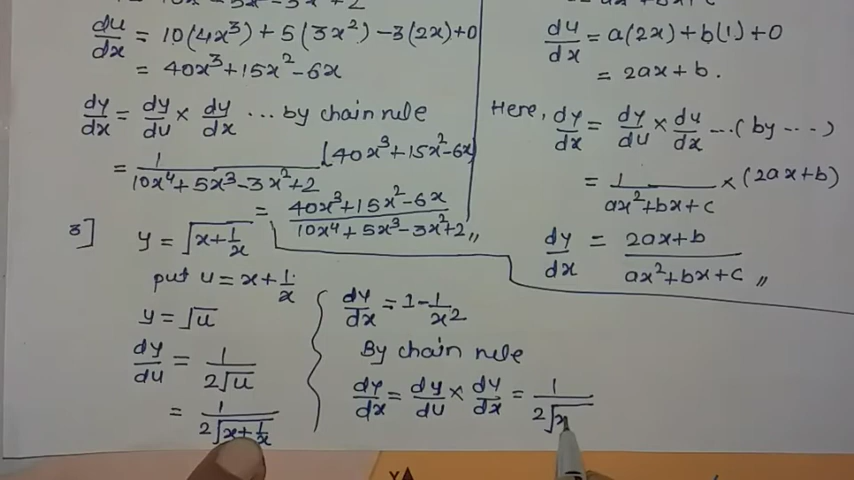 du/dx = 10(4x³) + 5(3x²) - 3(2x) + 0
= 40x³ + 15x² - 6x
dy/dx = dy/du × dy/dx ... by chain rule
= 1/(10x⁴ + 5x³ - 3x² + 2) [40x³ + 15x² - 6x]
= (40x³ + 15x² - 6x)/(10x⁴ + 5x³ - 3x² + 2) //
du/dx = a(2x) + b(1) + 0
= 2ax + b.
Here, dy/dx = dy/du × du/dx ...(by ...)
= 1/(ax² + bx + c) × (2ax + b)
dy/dx = (2ax + b)/(ax² + bx + c) //
3] y = √(x + 1/x)
put u = x + 1/x
y = √u
dy/du = 1/(2√u)
= 1/(2√(x + 1/x))
dy/dx = 1 - 1/x²
By chain rule
dy/dx = dy/du × dy/dx = 1/(2√x